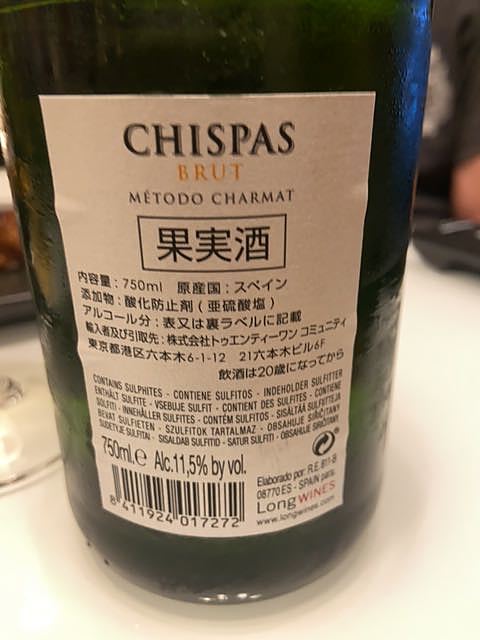 CHISPAS
BRUT
MÉTODO CHARMAT
果実酒
内容量：750ml 原産国：スペイン
添加物：酸化防止剤（亜硫酸塩）
アルコール分：表又は裏ラベルに記載
輸入者及び引取先：株式会社トゥエンティーワン コミュニティ
東京都港区六本木6-1-12 21六本木ビル6F
飲酒は20歳になってから
CONTAINS SULPHITES - CONTIENE SULFITOS - INDEHOLDER SULFITTER
ENTHÄLT SULFITE - VSEBUJE SULFIT - CONTIENT DES SULFITES - CONTIENE
SOLFITI - INNEHÅLLER SULFITES - CONTÉM SULFITOS - SISÄLTÄÄ SULFIITTEJA
BEVAT SULFIETEN - SZULFITOK TARTALMAZ - OBSAHUJE SIŘIČITANY
SUDETYJE SULFITAI - SISALDAB SULFITID - SATUR SULFITI - OBSAHUJE SIRIČITANY
750ml.e Alc.11,5% by vol.
Elaborado por: R.E. 811-B
08770 ES - SPAIN para:
Long WINES
www.longwines.com
8 411924 017272